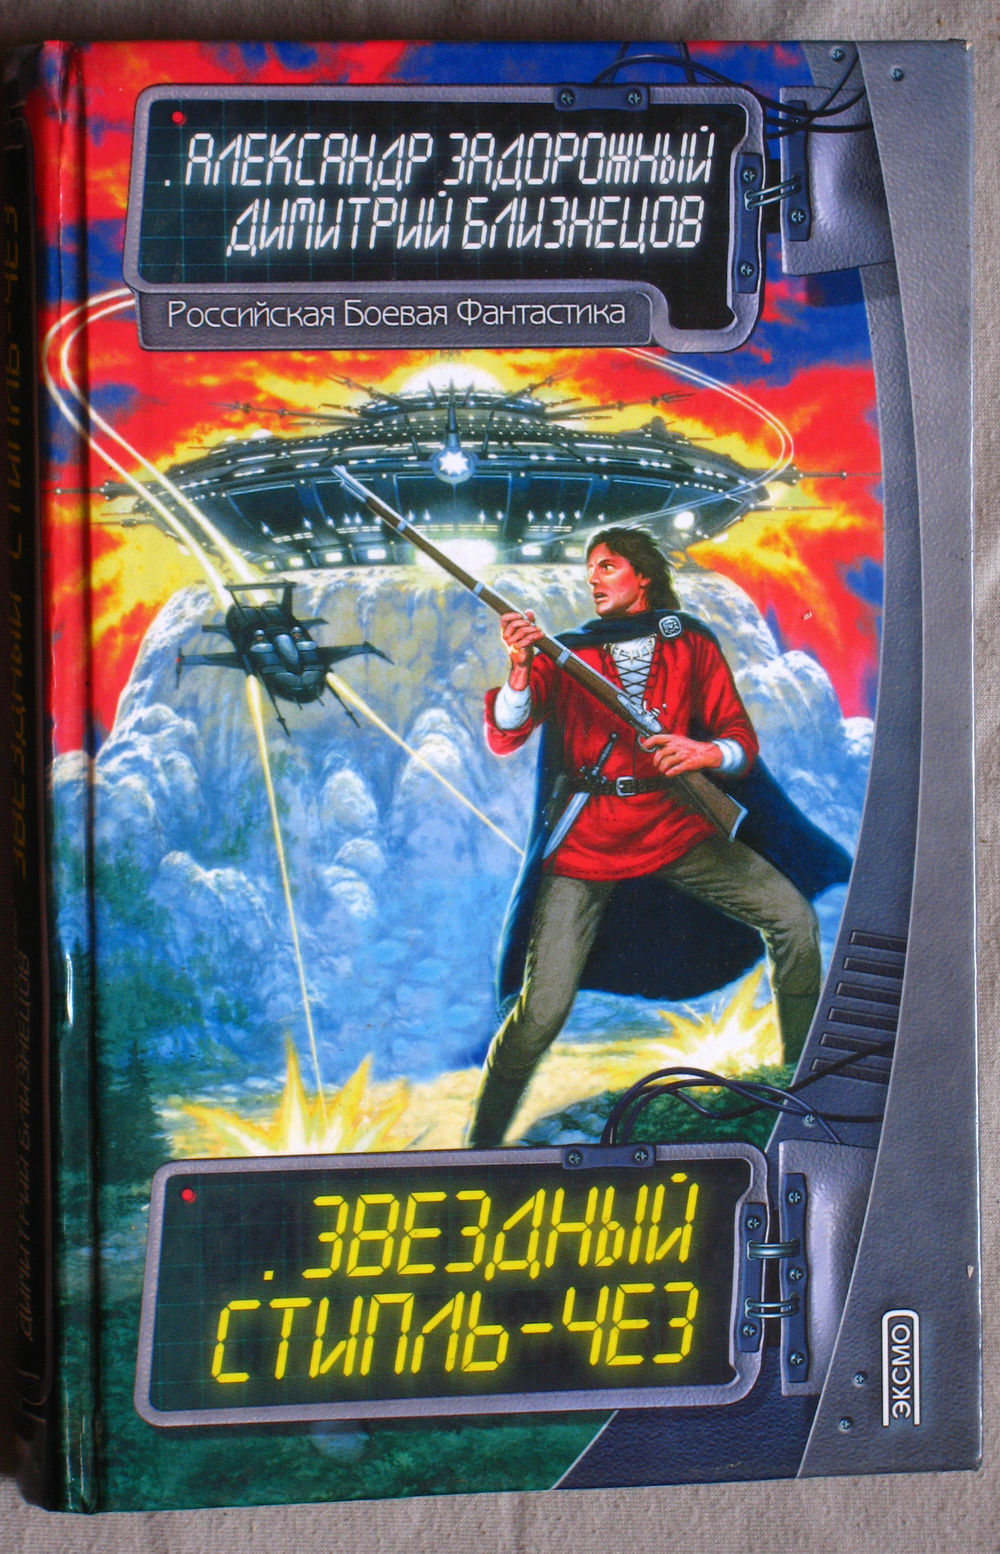 АЛЕКСАНДР ЗАДОРОЖНЫЙ
ДИМИТРИЙ БЛИЗНЕЦОВ
Российская Боевая Фантастика
ЗВЕЗДНЫЙ
СТИПЛЬ-ЧЕЗ
ЭКСМО
ДИМИТРИЙ БЛИЗНЕЦОВ ЗВЕЗДНЫЙ СТИПЛЬ-ЧЕЗ